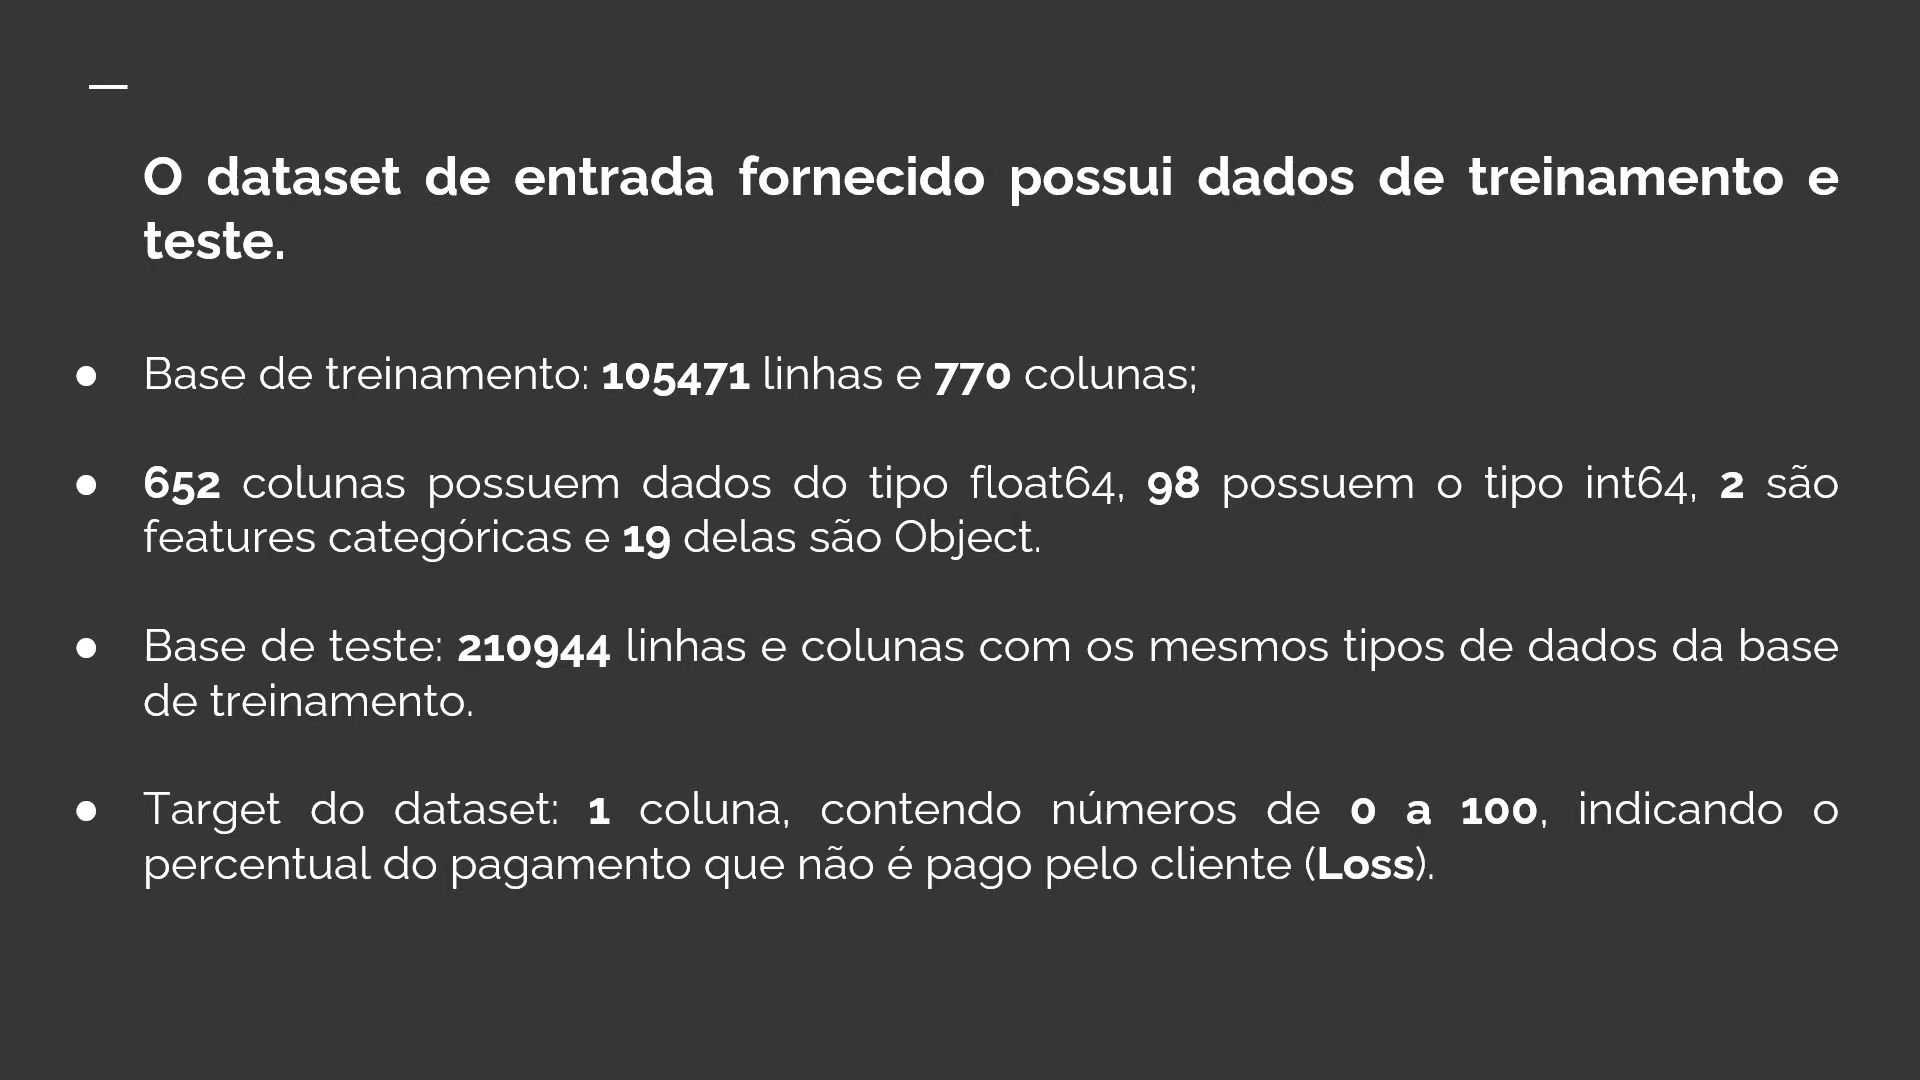 O dataset de entrada fornecido possui dados de treinamento e
teste.
● Base de treinamento: 105471 linhas e 770 colunas;
● 652 colunas possuem dados do tipo float64, 98 possuem o tipo int64, 2 são
features categóricas e 19 delas são Object.
● Base de teste: 210944 linhas e colunas com os mesmos tipos de dados da base
de treinamento.
● Target do dataset: 1 coluna, contendo números de 0 a 100, indicando o
percentual do pagamento que não é pago pelo cliente (Loss).